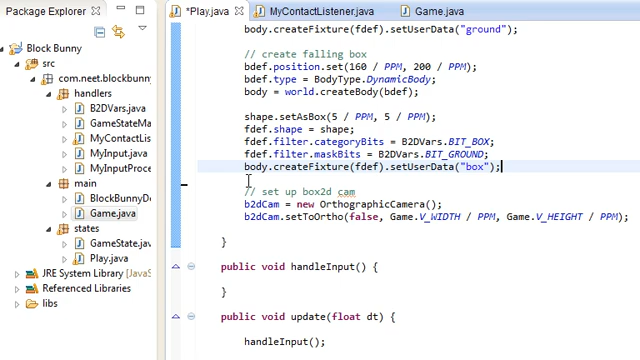 Package Explorer
Block Bunny
src
com.neet.blockbunny
handlers
B2DVars.java
GameStateMa
MyContactLis
MyInput.java
MyInputProce
main
BlockBunnyDe
Game.java
states
GameState.ja
Play.java
JRE System Library [JavaS
Referenced Libraries
libs
*Play.java
MyContactListener.java
Game.java
body.createFixture(fdef).setUserData("ground");
// create falling box
bdef.position.set(160 / PPM, 200 / PPM);
bdef.type = BodyType.DynamicBody;
body = world.createBody(bdef);
shape.setAsBox(5 / PPM, 5 / PPM);
fdef.shape = shape;
fdef.filter.categoryBits = B2DVars.BIT_BOX;
fdef.filter.maskBits = B2DVars.BIT_GROUND;
body.createFixture(fdef).setUserData("box");
// set up box2d cam
b2dCam = new OrthographicCamera();
b2dCam.setToOrtho(false, Game.V_WIDTH / PPM, Game.V_HEIGHT / PPM);
}
public void handleInput() {
}
public void update(float dt) {
handleInput();